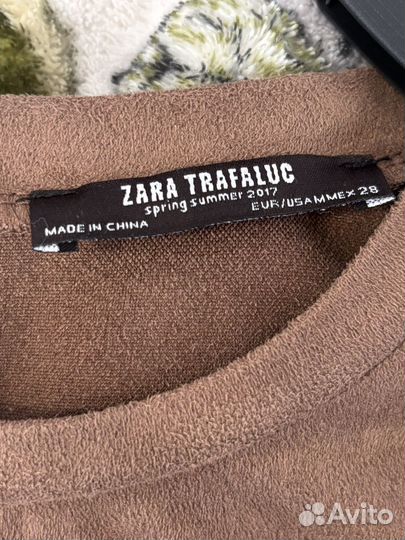 ZARA TRAFALUC
spring summer 2017
MADE IN CHINA
EUR/USAMMEX 28
Avito